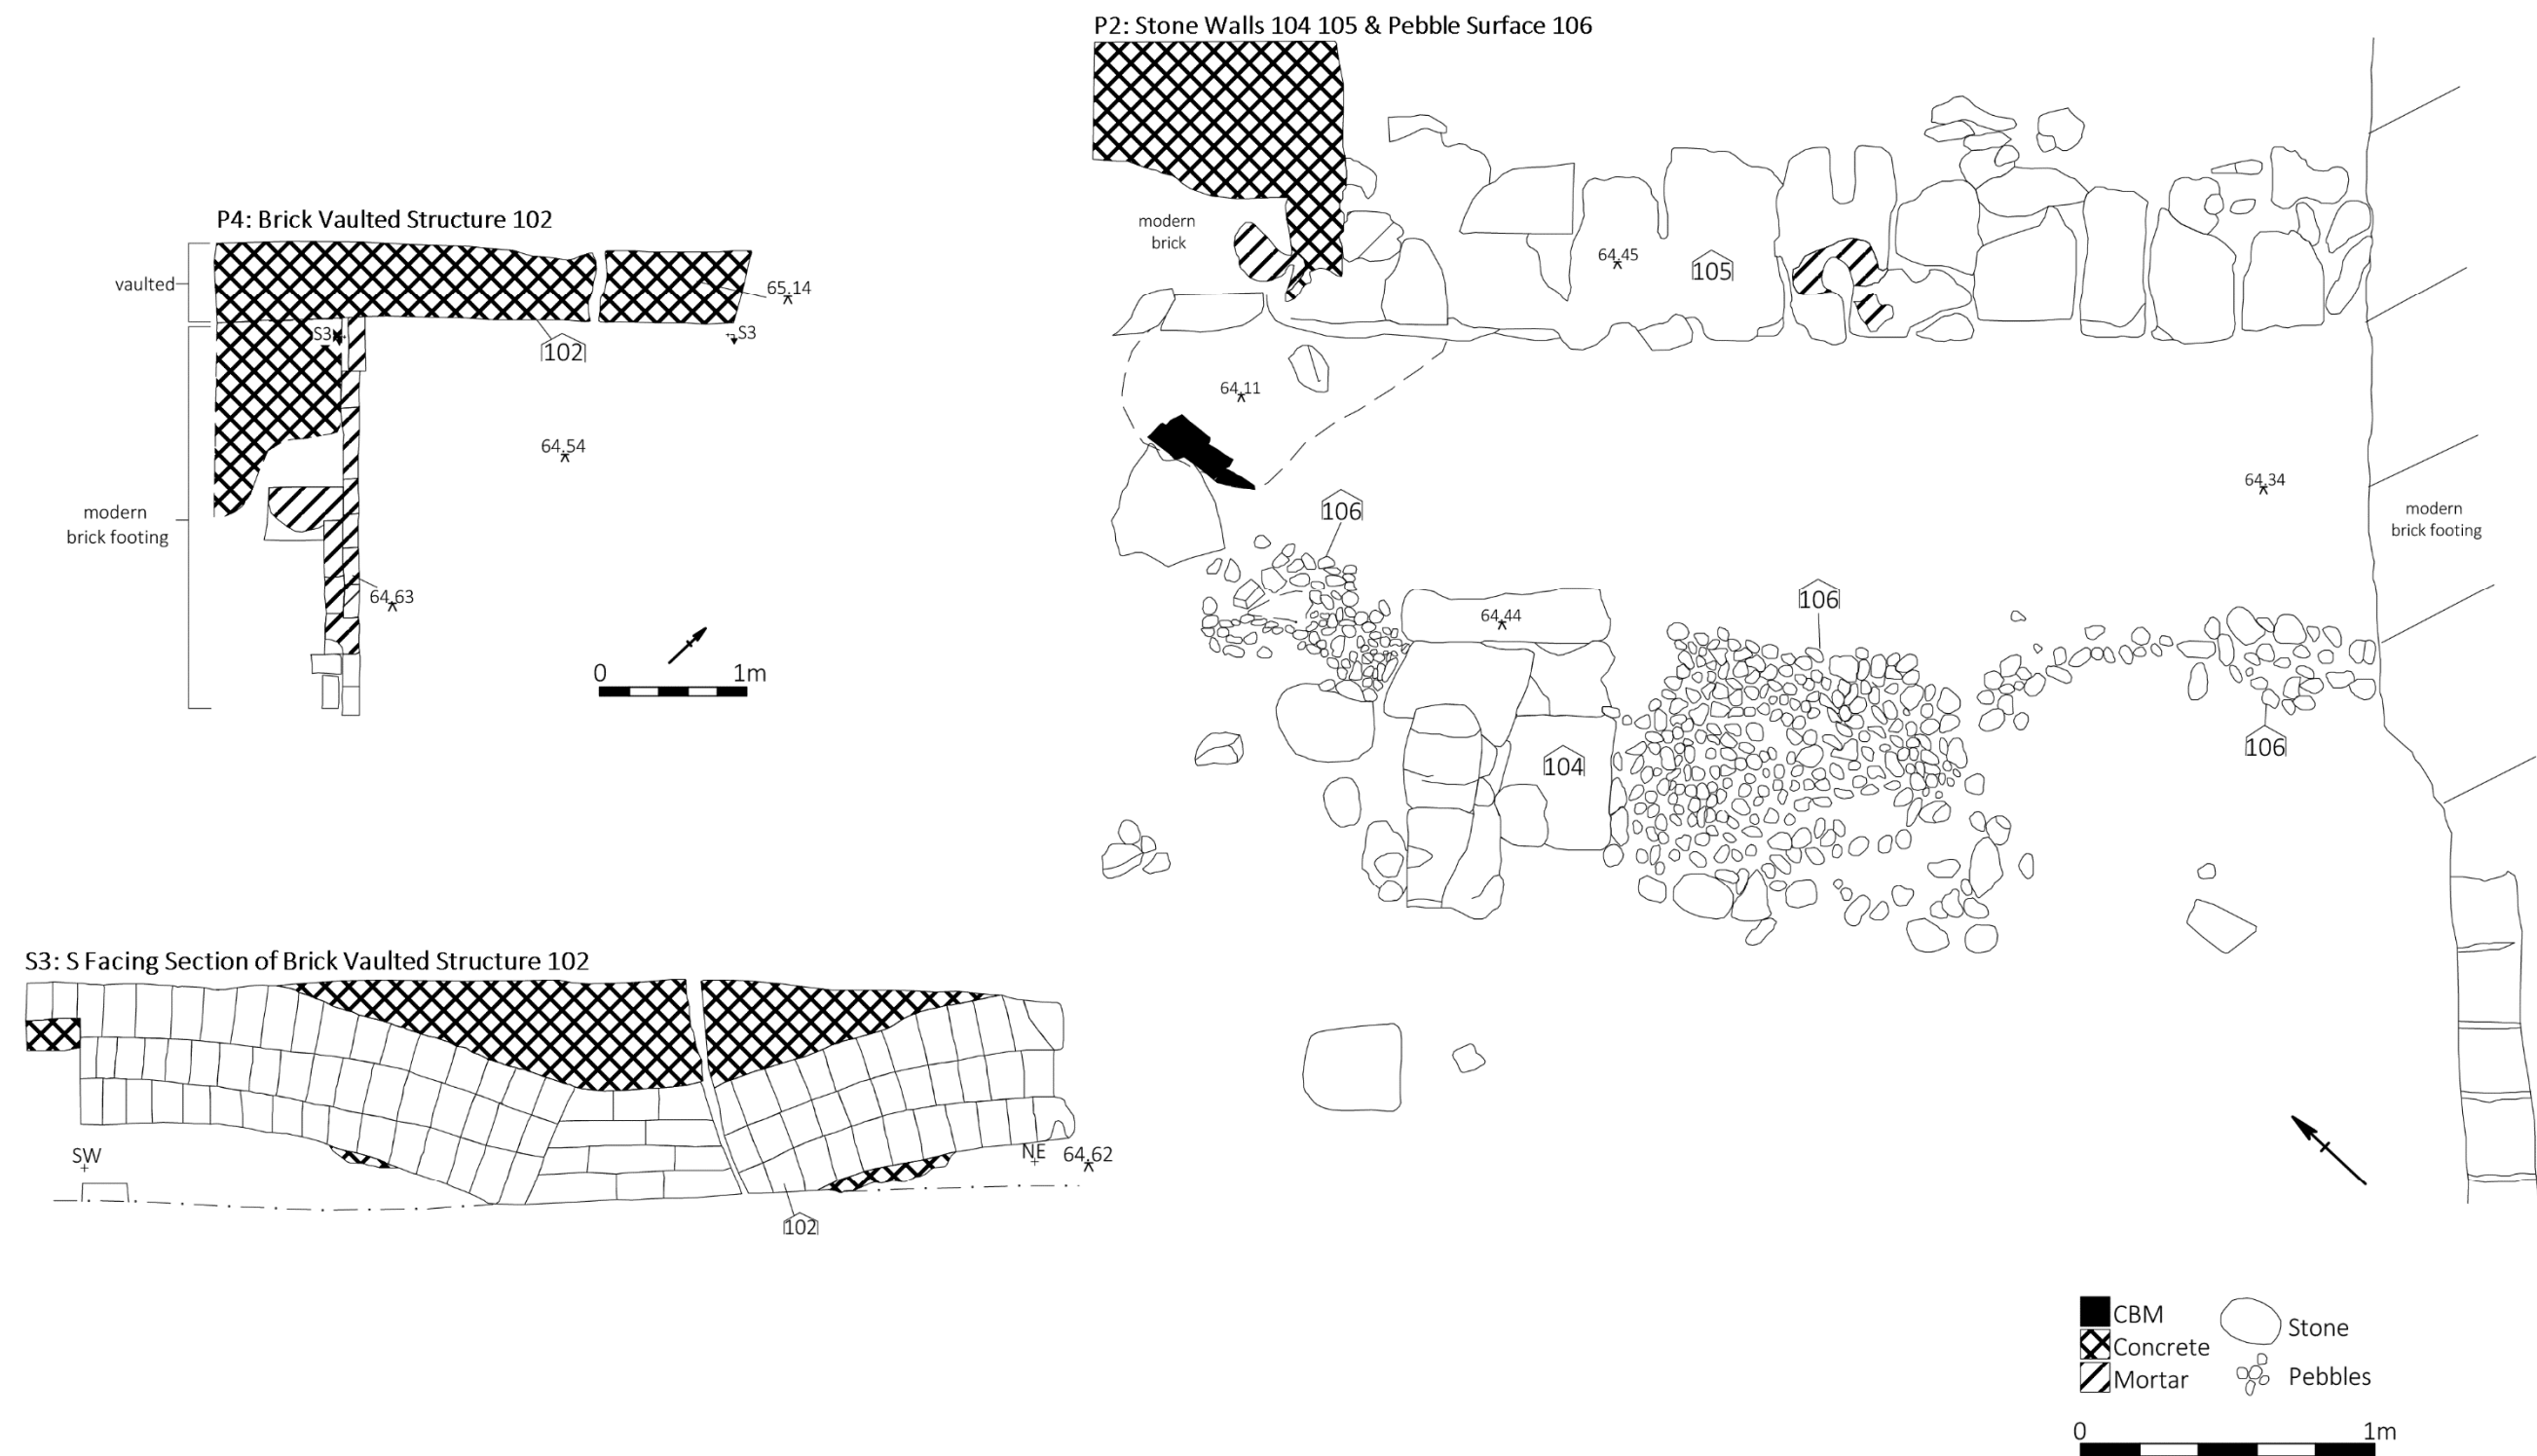 P2: Stone Walls 104 105 & Pebble Surface 106
modern
brick
64.45
105
64.11
106
64.34
modern
brick footing
106
64.44
104
106
P4: Brick Vaulted Structure 102
vaulted
65.14
S3
S3
102
64.54
modern
brick footing
64.63
0 1m
S3: S Facing Section of Brick Vaulted Structure 102
SW
NE 64.62
102
CBM
Stone
Concrete
Pebbles
Mortar
0 1m